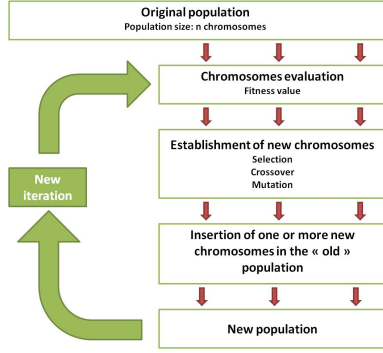 Original population
Population size: n chromosomes
Chromosomes evaluation
Fitness value
Establishment of new chromosomes
Selection
Crossover
Mutation
New
iteration
Insertion of one or more new
chromosomes in the « old »
population
New population